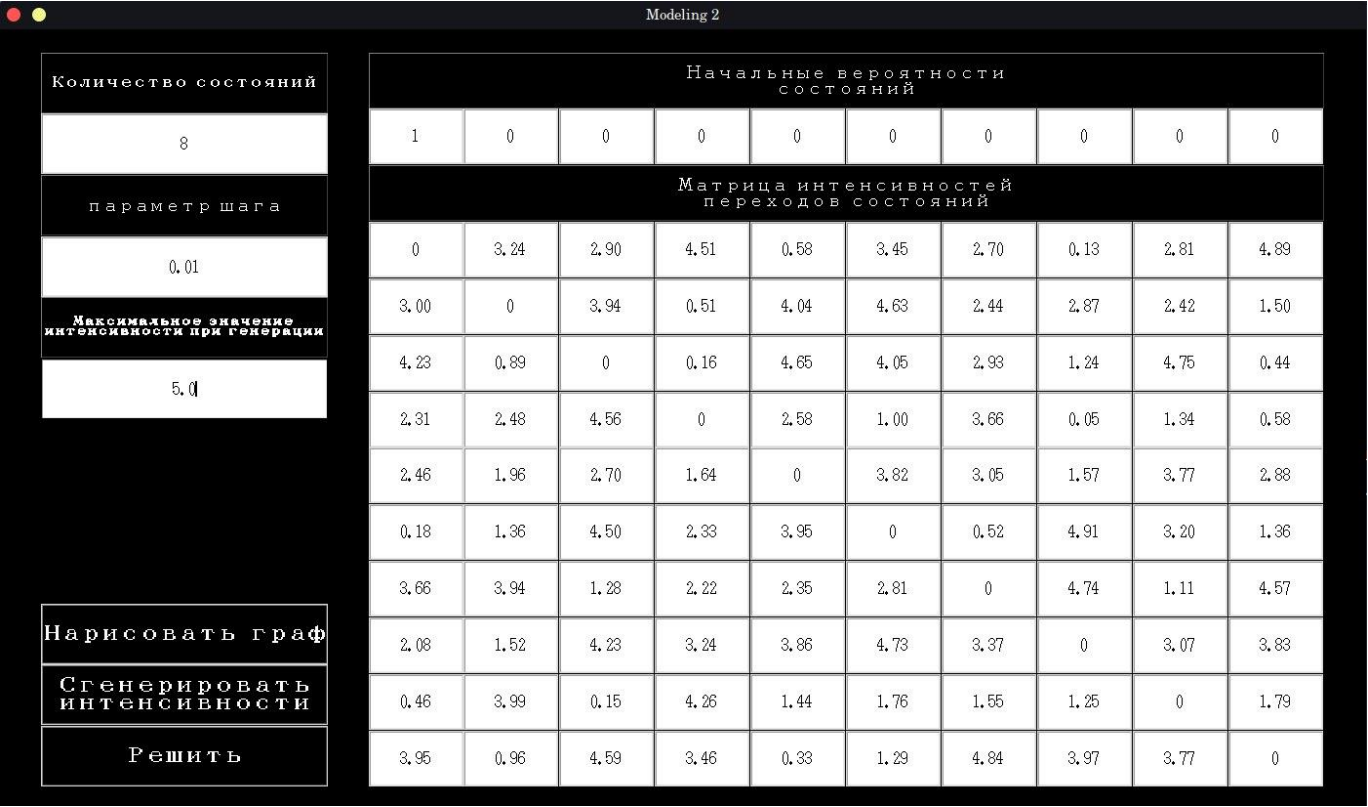 Modeling 2
Количество состояний
8
параметр шага
0.01
Максимальное значение
интенсивности при генерации
5.0
Нарисовать граф
Сгенерировать
интенсивности
Решить
Начальные вероятности
состояний
1 0 0 0 0 0 0 0 0 0
Матрица интенсивностей
переходов состояний
0 3.24 2.90 4.51 0.58 3.45 2.70 0.13 2.81 4.89
3.00 0 3.94 0.51 4.04 4.63 2.44 2.87 2.42 1.50
4.23 0.89 0 0.16 4.65 4.05 2.93 1.24 4.75 0.44
2.31 2.48 4.56 0 2.58 1.00 3.66 0.05 1.34 0.58
2.46 1.96 2.70 1.64 0 3.82 3.05 1.57 3.77 2.88
0.18 1.36 4.50 2.33 3.95 0 0.52 4.91 3.20 1.36
3.66 3.94 1.28 2.22 2.35 2.81 0 4.74 1.11 4.57
2.08 1.52 4.23 3.24 3.86 4.73 3.37 0 3.07 3.83
0.46 3.99 0.15 4.26 1.44 1.76 1.55 1.25 0 1.79
3.95 0.96 4.59 3.46 0.33 1.29 4.84 3.97 3.77 0